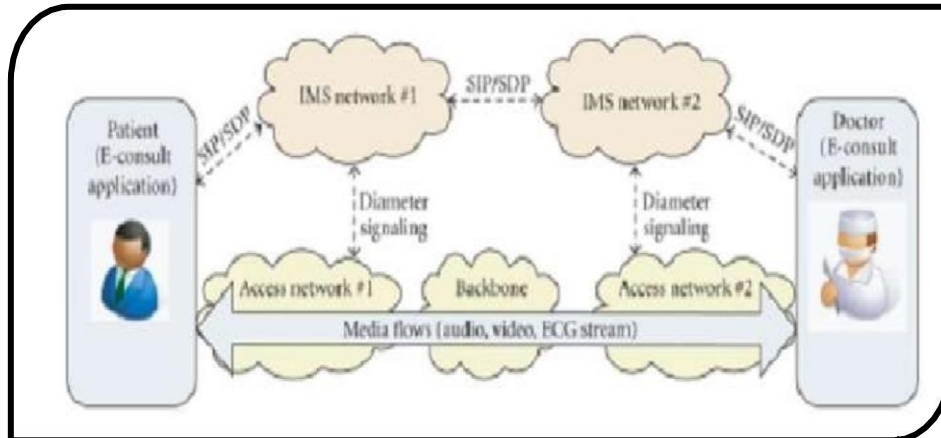 IMS network #1
SIP/SDP
IMS network #2
SIP/SDP
SIP/SDP
Patient
(E-consult
application)
Doctor
(E-consult
application)
Diameter
signaling
Diameter
signaling
Access network #1
Backbone
Access network #2
Media flows (audio, video, ECG stream)